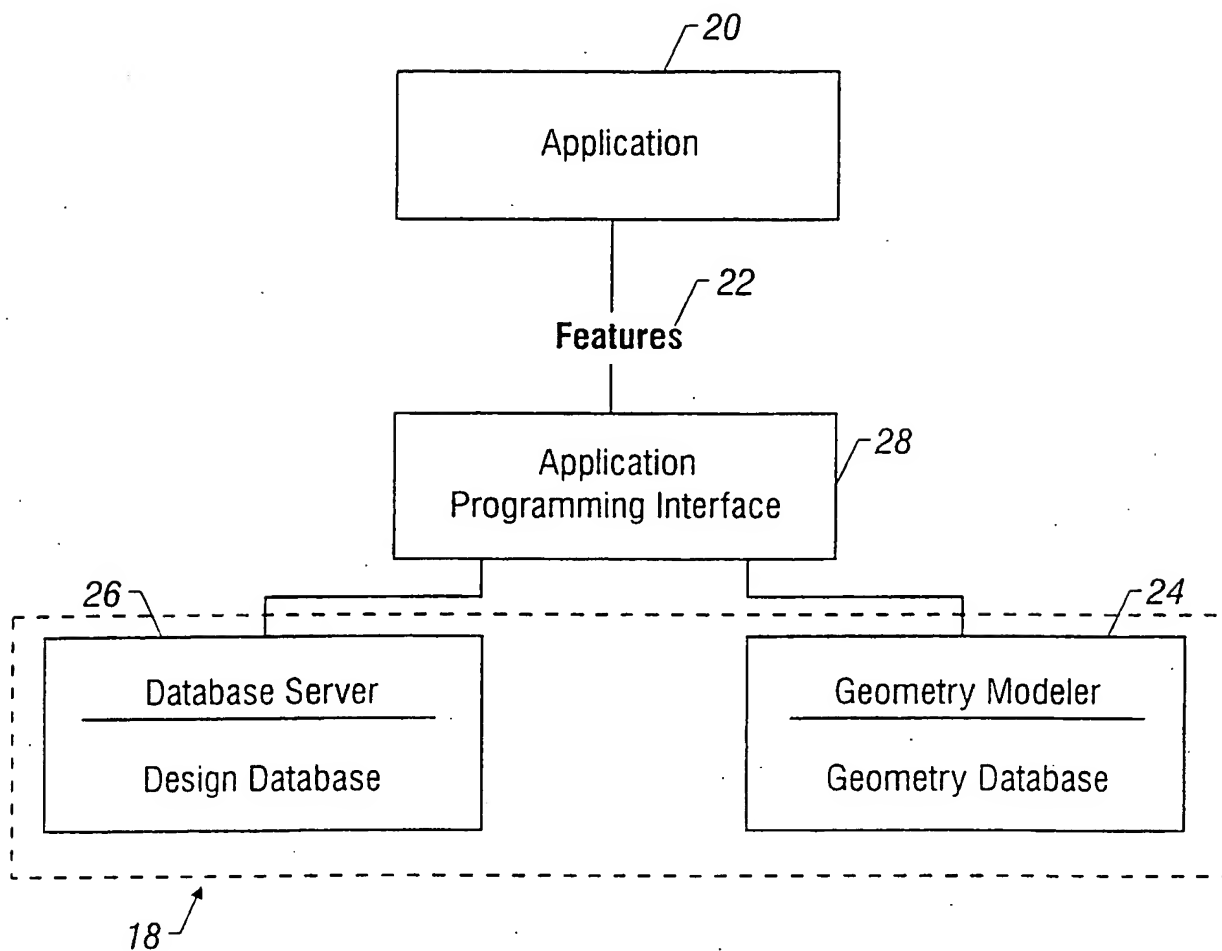 20
Application
22
Features
28
Application
Programming Interface
26
24
Database Server
Geometry Modeler
Design Database
Geometry Database
18